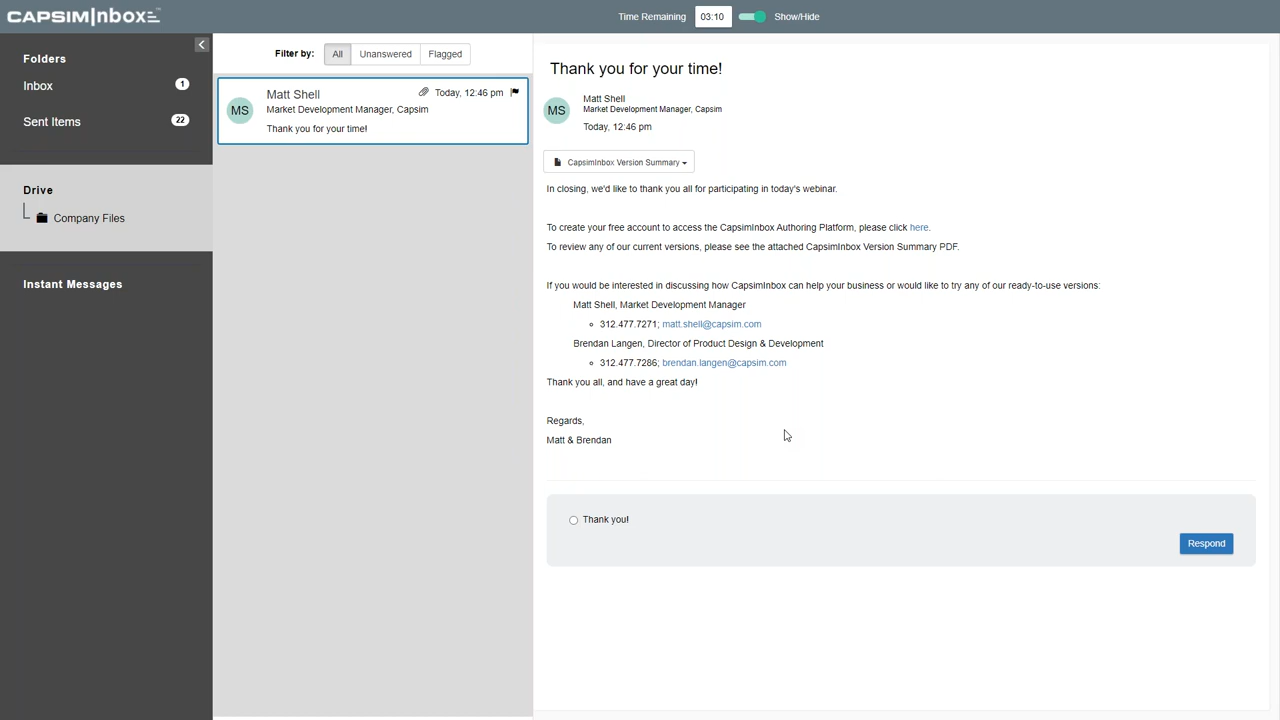 CAPSIM|nbox
Time Remaining 03:10 Show/Hide
Folders
Inbox 1
Sent Items 22
Drive
Company Files
Instant Messages
Filter by: All Unanswered Flagged
MS
Matt Shell Today, 12:46 pm
Market Development Manager, Capsim
Thank you for your time!
Thank you for your time!
MS
Matt Shell
Market Development Manager, Capsim
Today, 12:46 pm
CapsimInbox Version Summary
In closing, we'd like to thank you all for participating in today's webinar.
To create your free account to access the CapsimInbox Authoring Platform, please click here.
To review any of our current versions, please see the attached CapsimInbox Version Summary PDF.
If you would be interested in discussing how CapsimInbox can help your business or would like to try any of our ready-to-use versions:
Matt Shell, Market Development Manager
312.477.7271; matt.shell@capsim.com
Brendan Langen, Director of Product Design & Development
312.477.7286; brendan.langen@capsim.com
Thank you all, and have a great day!
Regards,
Matt & Brendan
Thank you!
Respond